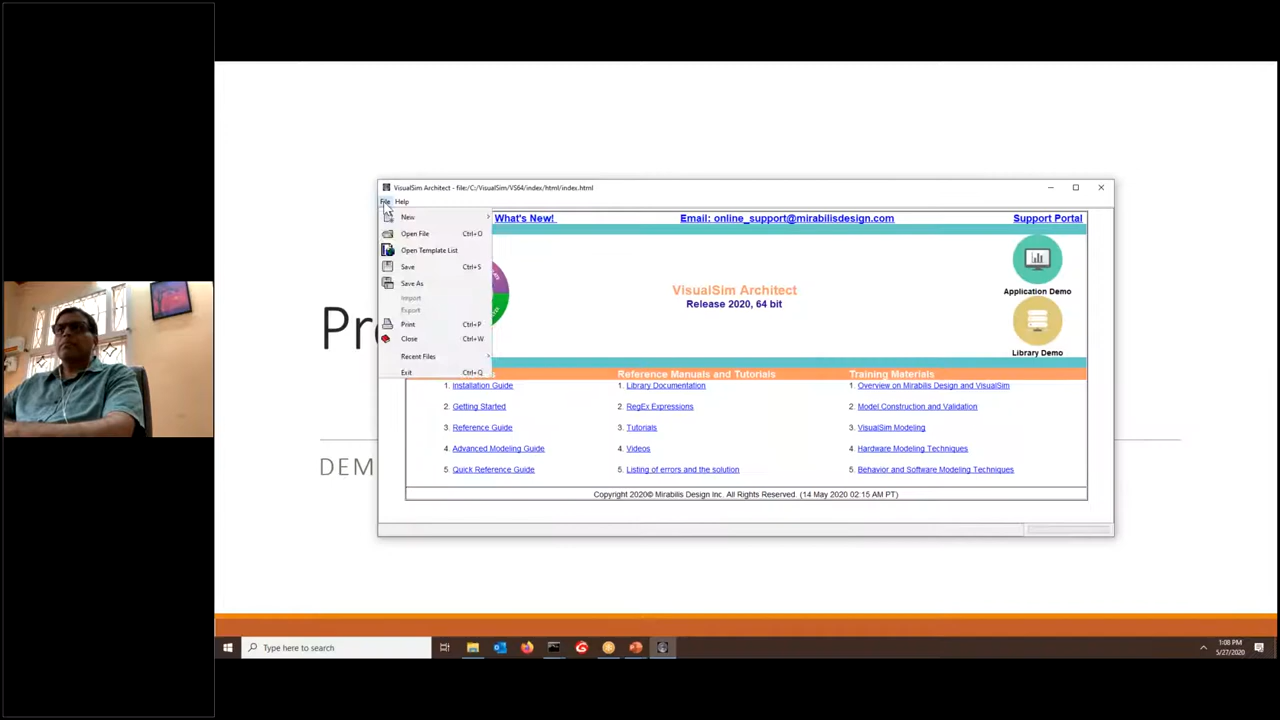 VisualSim Architect - file:/C:/VisualSim/VS64/index/html/index.html
File Help
New
Open File Ctrl+O
Open Template List
Save Ctrl+S
Save As
Import
Export
Print Ctrl+P
Close Ctrl+W
Recent Files
Exit Ctrl+Q
What's New! Email: online_support@mirabilisdesign.com Support Portal
VisualSim Architect
Release 2020, 64 bit
Application Demo
Library Demo
Reference Manuals and Tutorials Training Materials
Installation Guide 1. Library Documentation 1 Overview on Mirabilis Design and VisualSim
2. Getting Started 2. RegEx Expressions 2. Model Construction and Validation
3. Reference Guide 3. Tutorials 3. VisualSim Modeling
4. Advanced Modeling Guide 4. Videos 4. Hardware Modeling Techniques
5. Quick Reference Guide 5. Listing of errors and the solution 5. Behavior and Software Modeling Techniques
Copyright 2020© Mirabilis Design Inc. All Rights Reserved. (14 May 2020 02:15 AM PT)
DEM
Type here to search
1:08 PM
5/27/2020